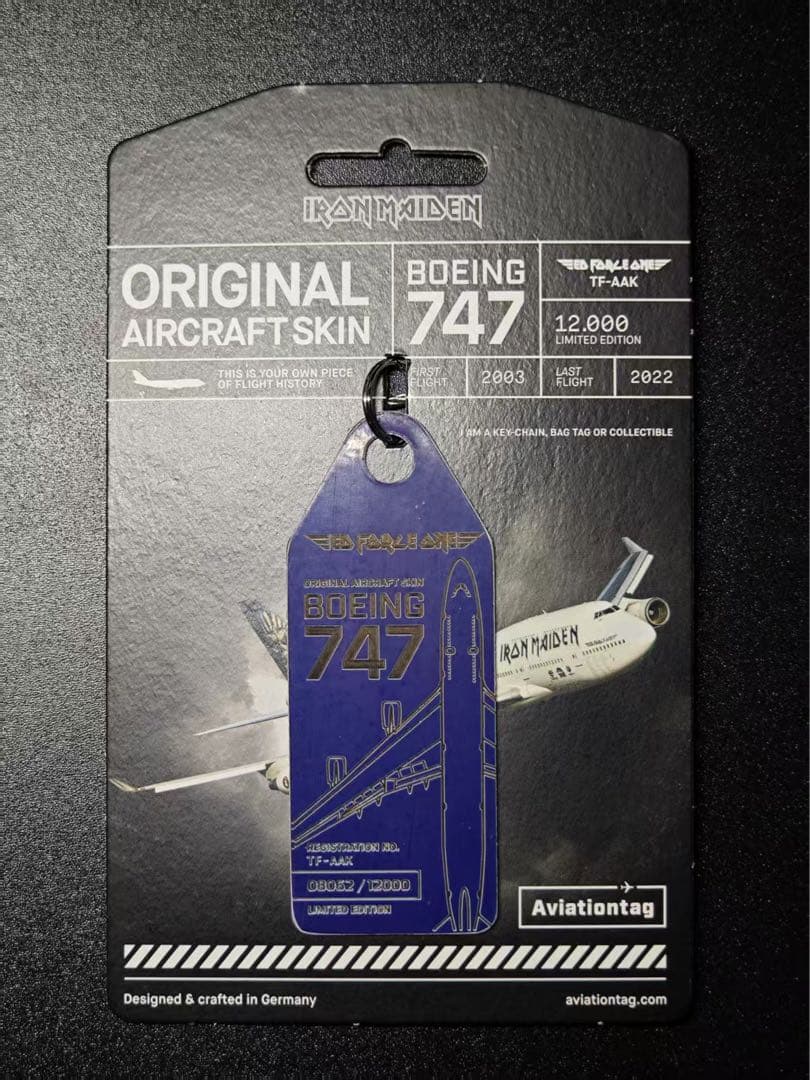 IRON MAIDEN
ORIGINAL
AIRCRAFT SKIN
BOEING
747
ED FORCE ONE
TF-AAK
12.000
LIMITED EDITION
THIS IS YOUR OWN PIECE
OF FLIGHT HISTORY
FIRST
FLIGHT
2003
LAST
FLIGHT
2022
I AM A KEY-CHAIN, BAG TAG OR COLLECTIBLE
ED FORCE ONE
ORIGINAL AIRCRAFT SKIN
BOEING
747
IRON MAIDEN
REGISTRATION NO.
TF-AAK
08062 / 12000
LIMITED EDITION
Aviationtag
Designed & crafted in Germany
aviationtag.com